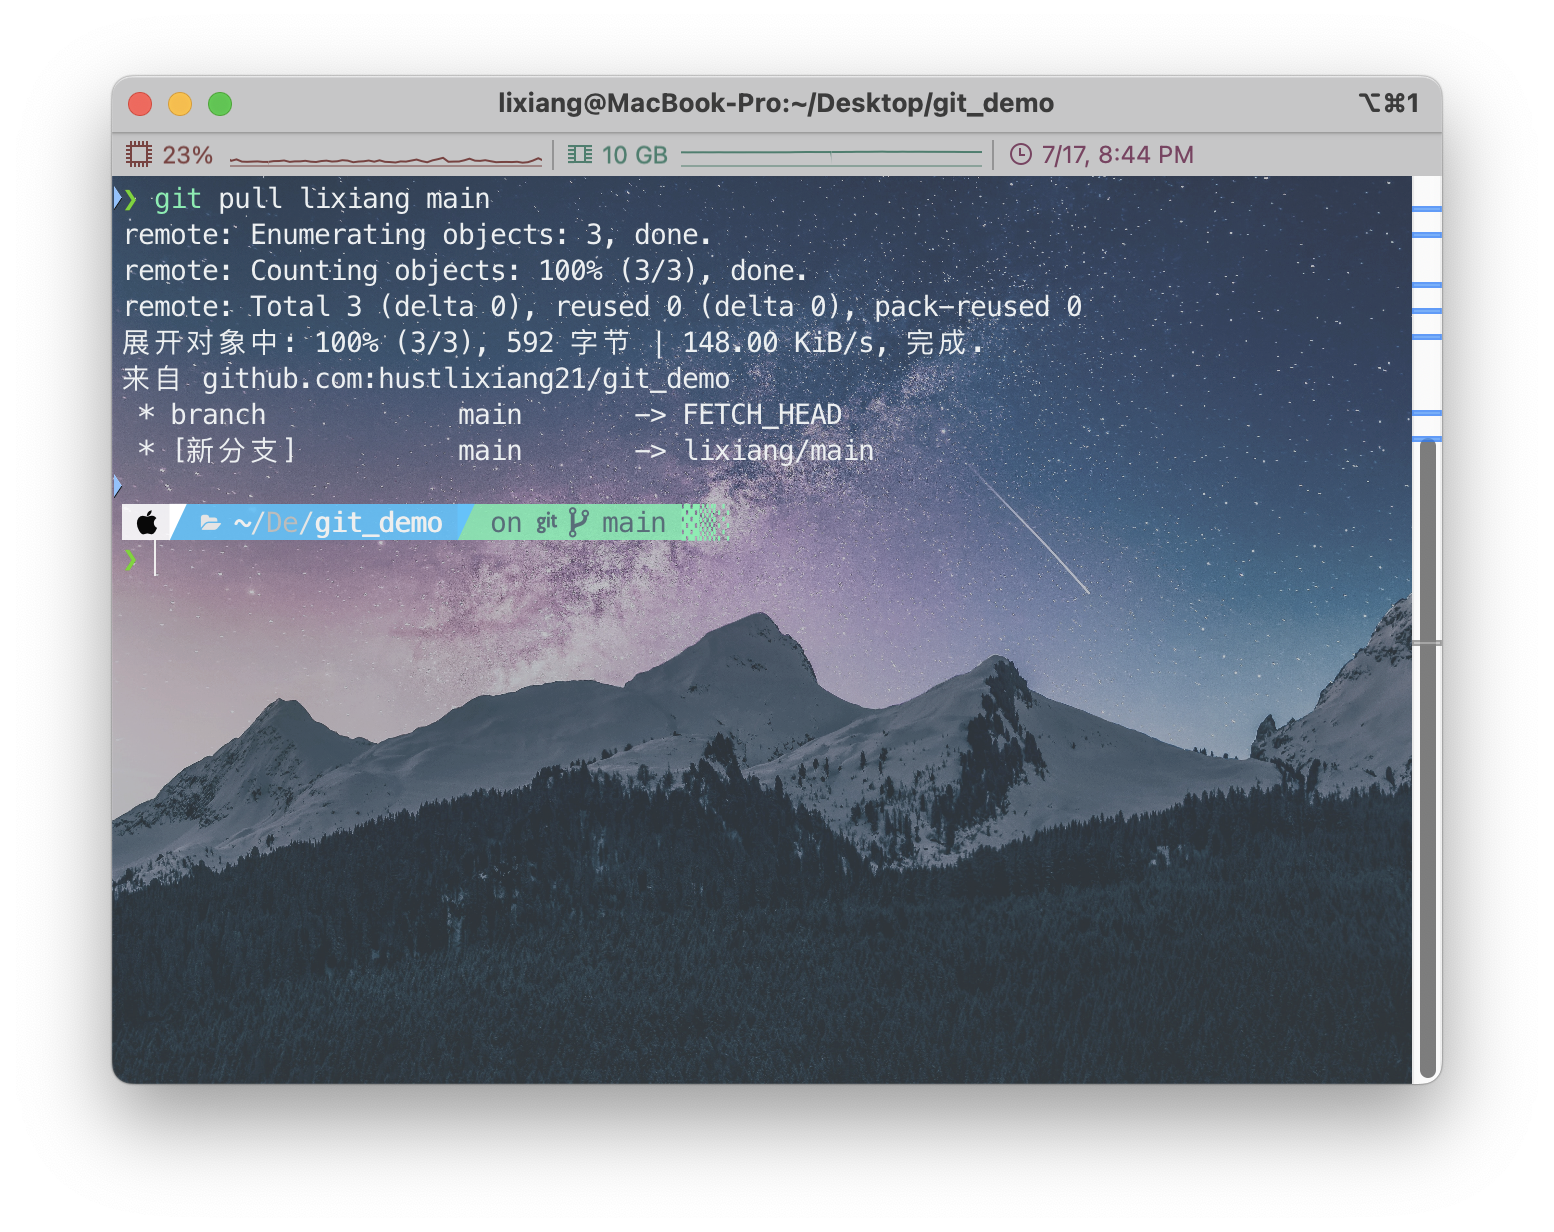 lixiang@MacBook-Pro:~/Desktop/git_demo ⌥⌘1
23% 10 GB 7/17, 8:44 PM
❯ git pull lixiang main
remote: Enumerating objects: 3, done.
remote: Counting objects: 100% (3/3), done.
remote: Total 3 (delta 0), reused 0 (delta 0), pack-reused 0
展开对象中: 100% (3/3), 592 字节 | 148.00 KiB/s, 完成.
来自 github.com:hustlixiang21/git_demo
 * branch            main       -> FETCH_HEAD
 * [新分支]          main       -> lixiang/main
~/De/git_demo on git main
❯